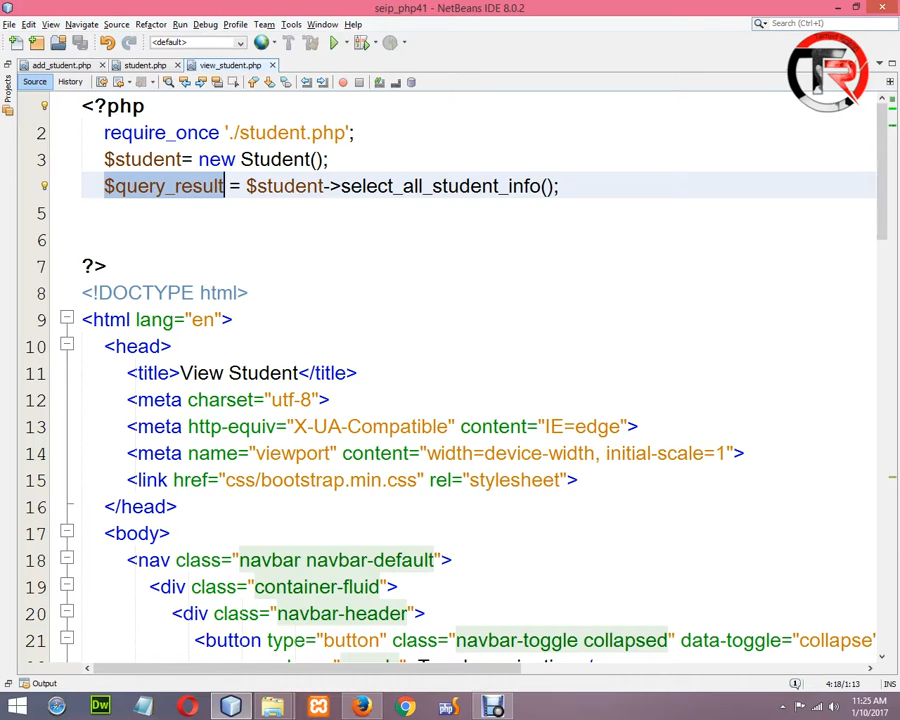 seip_php41 - NetBeans IDE 8.0.2
File Edit View Navigate Source Refactor Run Debug Profile Team Tools Window Help
Search (Ctrl+I)
<default>
add_student.php
student.php
view_student.php
Projects
Source
History
<?php
2 require_once './student.php';
3 $student= new Student();
$query_result = $student->select_all_student_info();
5
6
7 ?>
8 <!DOCTYPE html>
9 <html lang="en">
10 <head>
11 <title>View Student</title>
12 <meta charset="utf-8">
13 <meta http-equiv="X-UA-Compatible" content="IE=edge">
14 <meta name="viewport" content="width=device-width, initial-scale=1">
15 <link href="css/bootstrap.min.css" rel="stylesheet">
16 </head>
17 <body>
18 <nav class="navbar navbar-default">
19 <div class="container-fluid">
20 <div class="navbar-header">
21 <button type="button" class="navbar-toggle collapsed" data-toggle="collapse"
Output
4:18/1:13
INS
Dw
php
11:25 AM
1/10/2017